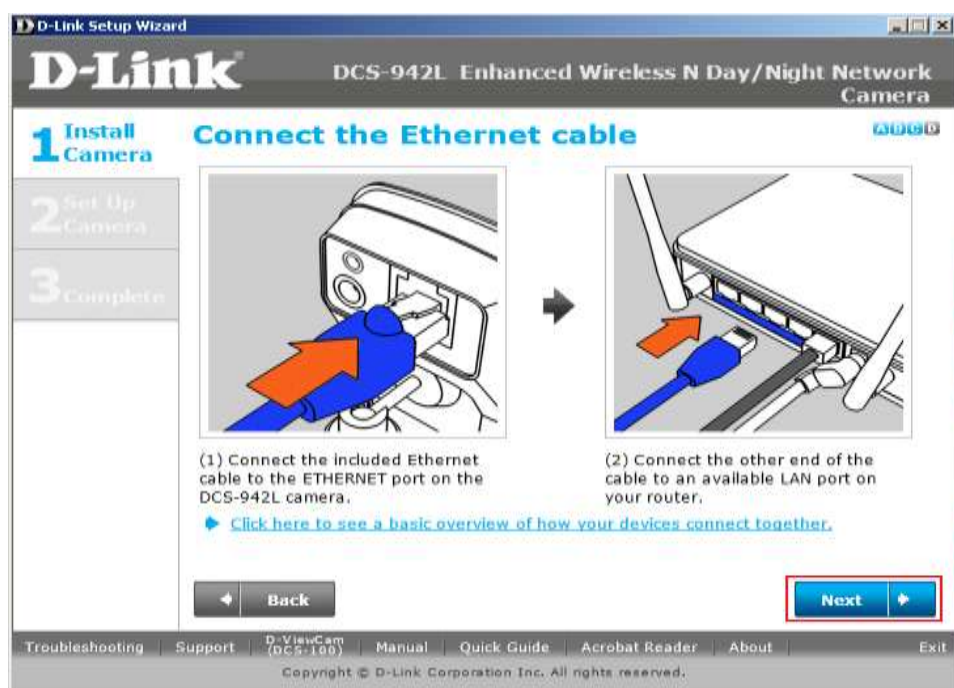 D-Link Setup Wizard
D-Link
DCS-942L Enhanced Wireless N Day/Night Network
Camera
1 Install
Camera
Connect the Ethernet cable
A B C D
2 Set Up
Camera
3 Complete
(1) Connect the included Ethernet
cable to the ETHERNET port on the
DCS-942L camera.
(2) Connect the other end of the
cable to an available LAN port on
your router.
Click here to see a basic overview of how your devices connect together.
Back
Next
Troubleshooting
Support
D-ViewCam
(DCS-100)
Manual
Quick Guide
Acrobat Reader
About
Exit
Copyright © D-Link Corporation Inc. All rights reserved.